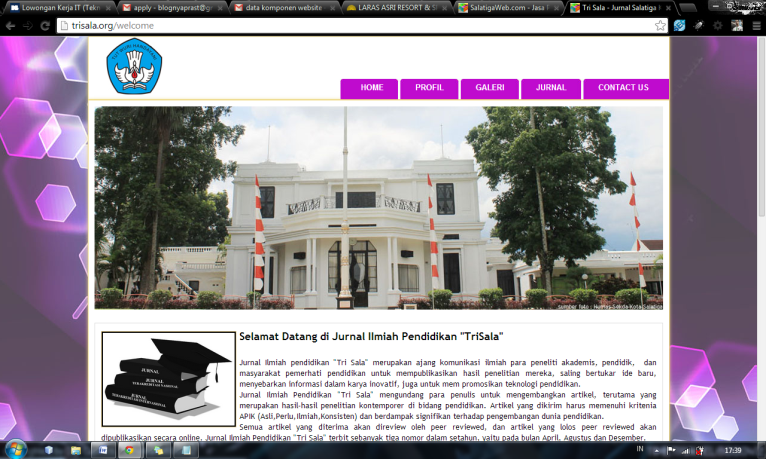 Lowongan Kerja IT (Tekn
apply - blognyaprast@g
data komponen website
LARAS ASRI RESORT & S
SalatigaWeb.com - Jasa
Tri Sala - Jurnal Salatiga
trisala.org/welcome
TUT WURI HANDAYANI
HOME
PROFIL
GALERI
JURNAL
CONTACT US
sumber foto : Humas Setda Kota Salatiga
Selamat Datang di Jurnal Ilmiah Pendidikan "TriSala"
JURNAL
JURNAL
TERAKREDITASI NASIONAL
JURNAL
TERAKREDITASI INTERNASIONAL
Jurnal Ilmiah pendidikan "Tri Sala" merupakan ajang komunikasi ilmiah para peneliti akademis, pendidik, dan
masyarakat pemerhati pendidikan untuk mempublikasikan hasil penelitian mereka, saling bertukar ide baru,
menyebarkan informasi dalam karya inovatif, juga untuk mem promosikan teknologi pendidikan.
Jurnal Ilmiah Pendidikan "Tri Sala" mengundang para penulis untuk mengembangkan artikel, terutama yang
merupakan hasil-hasil penelitian kontemporer di bidang pendidikan. Artikel yang dikirim harus memenuhi kritenia
APIK (Asli,Perlu,Ilmiah,Konsisten) dan berdampak signifikan terhadap pengembangan dunia pendidikan.
Semua artikel yang diterima akan direview oleh peer reviewed, dan artikel yang lolos peer reviewed akan
dipublikasikan secara online. Jurnal Ilmiah Pendidikan "Tri Sala" terbit sebanyak tiga nomor dalam setahun, yaitu pada bulan April, Agustus dan Desember.
IN
17:39